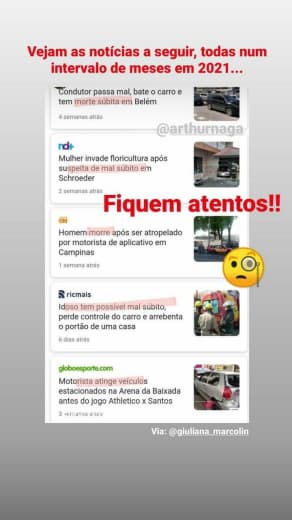 Vejam as notícias a seguir, todas num
intervalo de meses em 2021...
Condutor passa mal, bate o carro e
tem morte súbita em Belém
4 semanas atrás
@arthurnaga
nd+
Mulher invade floricultura após
suspeita de mal súbito em
Schroeder
2 semanas atrás
Fiquem atentos!!
Homem morre após ser atropelado
por motorista de aplicativo em
Campinas
1 semana atrás
ricmais
Idoso tem possível mal súbito,
perde controle do carro e arrebenta
o portão de uma casa
6 dias atrás
globoesporte.com
Motorista atinge veículos
estacionados na Arena da Baixada
antes do jogo Athletico x Santos
Via: @giuliana_marcolin